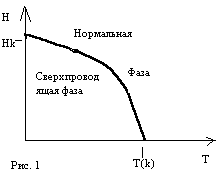 H
Нормальная
Hk
Сверхпровод
ящая фаза
Фаза
T(k)
T
Рис. 1